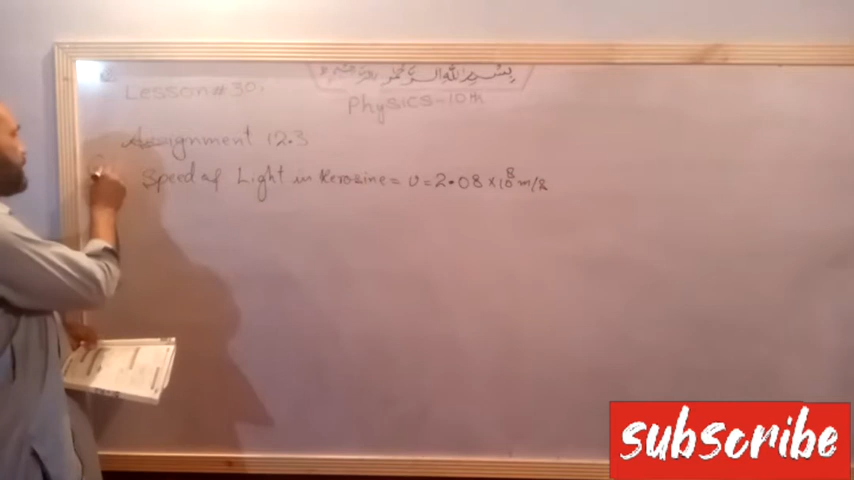 بسم الله الرحمن الرحيم
Lesson # 30.
Physics-10th
Assignment 12.3
Speed of Light in Kerosine = v = 2.08 × 10⁸ m/s
subscribe